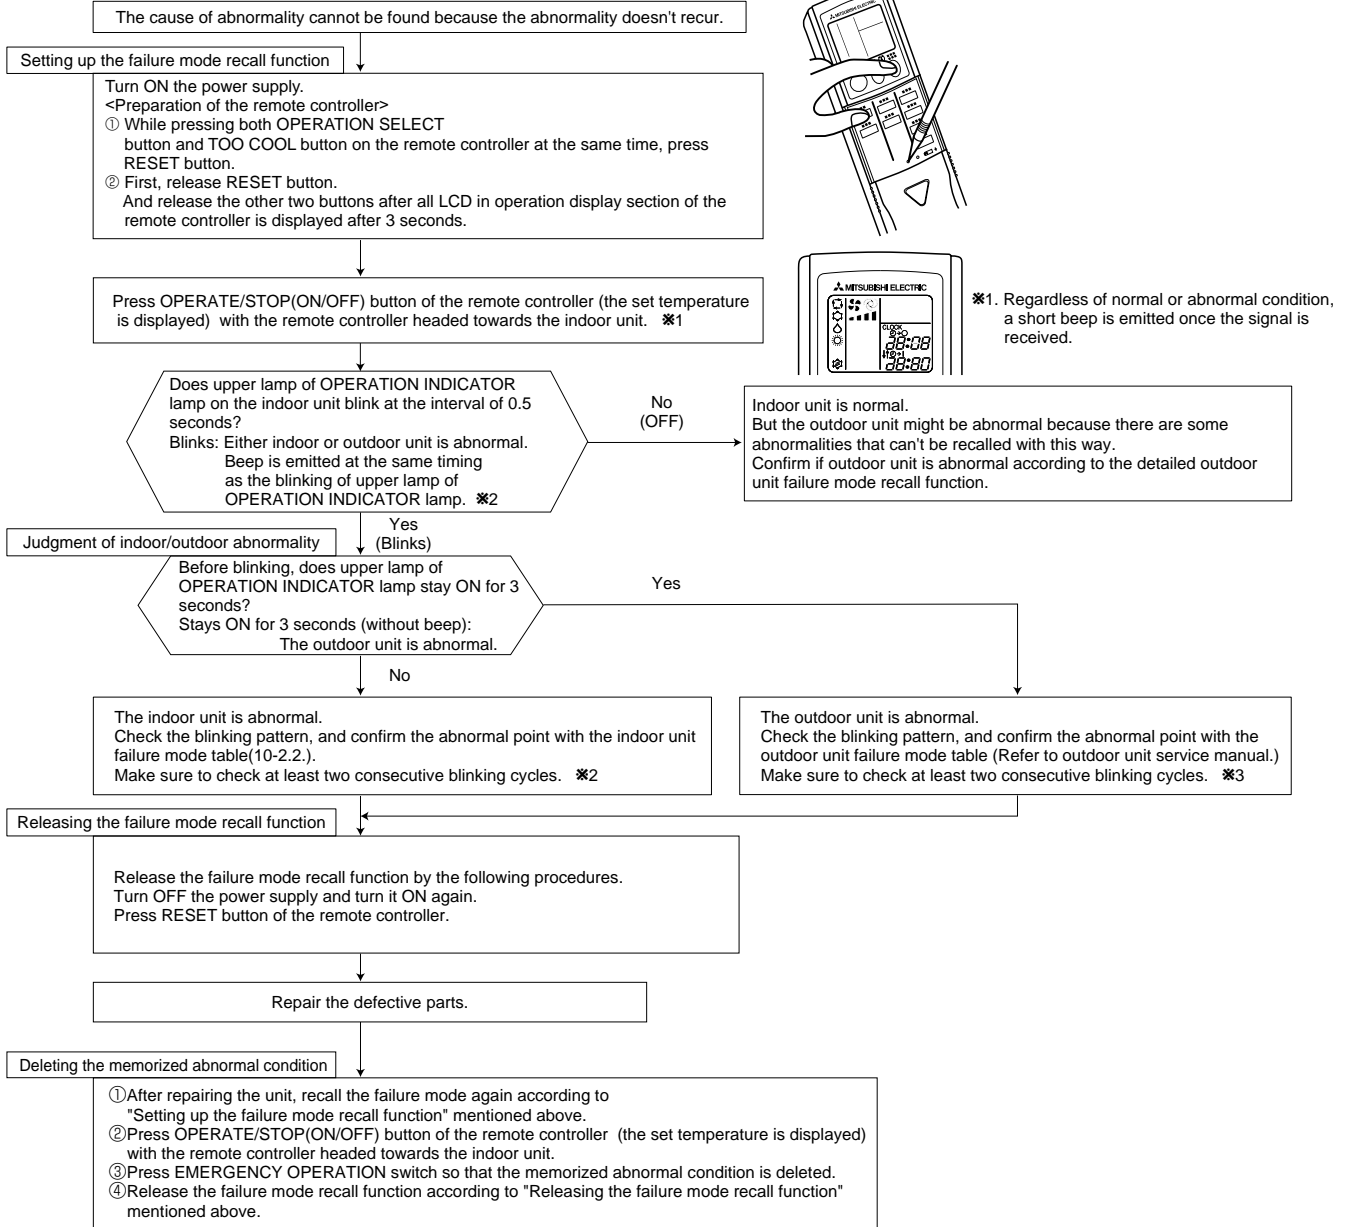 The cause of abnormality cannot be found because the abnormality doesn't recur.
Setting up the failure mode recall function
Turn ON the power supply.
<Preparation of the remote controller>
① While pressing both OPERATION SELECT
button and TOO COOL button on the remote controller at the same time, press
RESET button.
② First, release RESET button.
And release the other two buttons after all LCD in operation display section of the
remote controller is displayed after 3 seconds.
MITSUBISHI ELECTRIC
Press OPERATE/STOP(ON/OFF) button of the remote controller (the set temperature
is displayed) with the remote controller headed towards the indoor unit. ※1
MITSUBISHI ELECTRIC
CLOCK
88:08
88:80
※1. Regardless of normal or abnormal condition,
a short beep is emitted once the signal is
received.
Does upper lamp of OPERATION INDICATOR
lamp on the indoor unit blink at the interval of 0.5
seconds?
Blinks: Either indoor or outdoor unit is abnormal.
Beep is emitted at the same timing
as the blinking of upper lamp of
OPERATION INDICATOR lamp. ※2
No
(OFF)
Indoor unit is normal.
But the outdoor unit might be abnormal because there are some
abnormalities that can't be recalled with this way.
Confirm if outdoor unit is abnormal according to the detailed outdoor
unit failure mode recall function.
Yes
(Blinks)
Judgment of indoor/outdoor abnormality
Before blinking, does upper lamp of
OPERATION INDICATOR lamp stay ON for 3
seconds?
Stays ON for 3 seconds (without beep):
The outdoor unit is abnormal.
Yes
No
The indoor unit is abnormal.
Check the blinking pattern, and confirm the abnormal point with the indoor unit
failure mode table(10-2.2.).
Make sure to check at least two consecutive blinking cycles. ※2
The outdoor unit is abnormal.
Check the blinking pattern, and confirm the abnormal point with the
outdoor unit failure mode table (Refer to outdoor unit service manual.)
Make sure to check at least two consecutive blinking cycles. ※3
Releasing the failure mode recall function
Release the failure mode recall function by the following procedures.
Turn OFF the power supply and turn it ON again.
Press RESET button of the remote controller.
Repair the defective parts.
Deleting the memorized abnormal condition
①After repairing the unit, recall the failure mode again according to
"Setting up the failure mode recall function" mentioned above.
②Press OPERATE/STOP(ON/OFF) button of the remote controller (the set temperature is displayed)
with the remote controller headed towards the indoor unit.
③Press EMERGENCY OPERATION switch so that the memorized abnormal condition is deleted.
④Release the failure mode recall function according to "Releasing the failure mode recall function"
mentioned above.